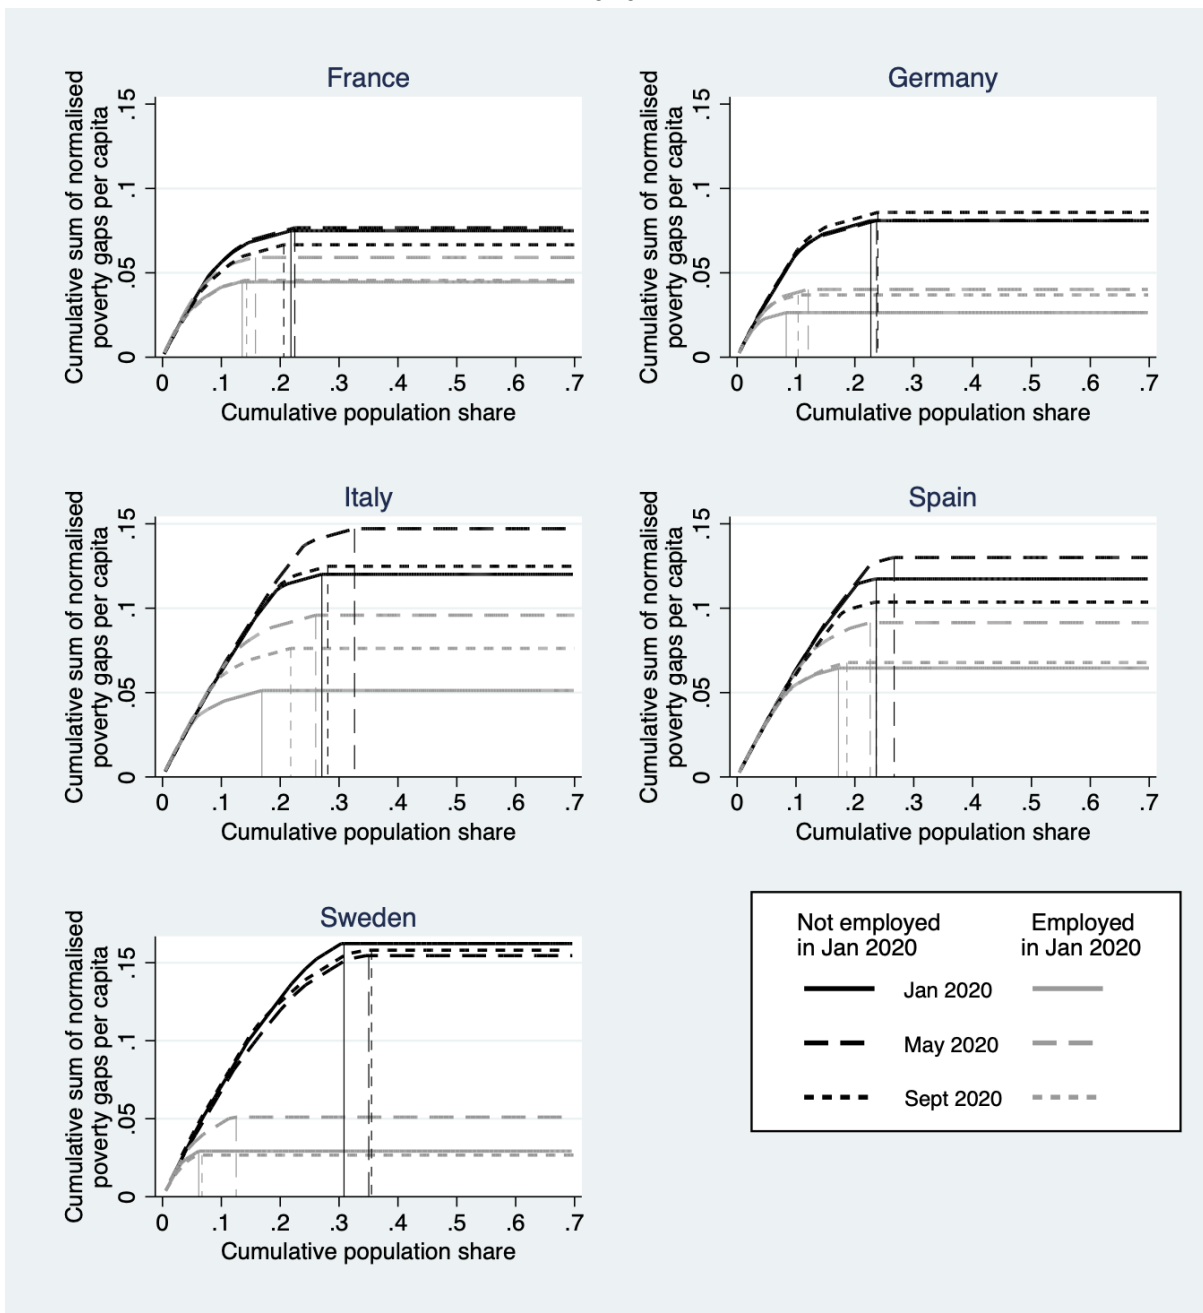 France
Cumulative sum of normalised
poverty gaps per capita
0 .05 .1 .15
0 .1 .2 .3 .4 .5 .6 .7
Cumulative population share
Germany
Cumulative sum of normalised
poverty gaps per capita
0 .05 .1 .15
0 .1 .2 .3 .4 .5 .6 .7
Cumulative population share
Italy
Cumulative sum of normalised
poverty gaps per capita
0 .05 .1 .15
0 .1 .2 .3 .4 .5 .6 .7
Cumulative population share
Spain
Cumulative sum of normalised
poverty gaps per capita
0 .05 .1 .15
0 .1 .2 .3 .4 .5 .6 .7
Cumulative population share
Sweden
Cumulative sum of normalised
poverty gaps per capita
0 .05 .1 .15
0 .1 .2 .3 .4 .5 .6 .7
Cumulative population share
Not employed
in Jan 2020
Employed
in Jan 2020
Jan 2020
May 2020
Sept 2020